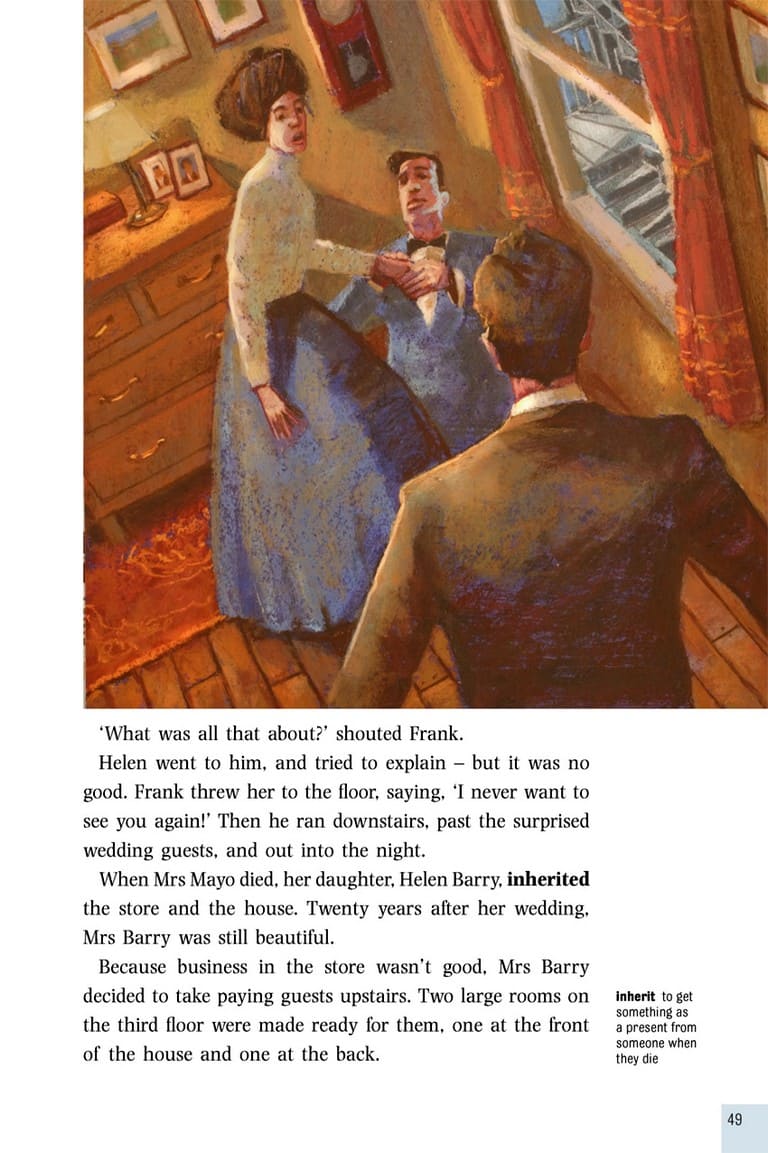 ‘What was all that about?’ shouted Frank.
Helen went to him, and tried to explain – but it was no
good. Frank threw her to the floor, saying, ‘I never want to
see you again!’ Then he ran downstairs, past the surprised
wedding guests, and out into the night.
When Mrs Mayo died, her daughter, Helen Barry, inherited
the store and the house. Twenty years after her wedding,
Mrs Barry was still beautiful.
Because business in the store wasn’t good, Mrs Barry
decided to take paying guests upstairs. Two large rooms on
the third floor were made ready for them, one at the front
of the house and one at the back.
inherit to get
something as
a present from
someone when
they die
49